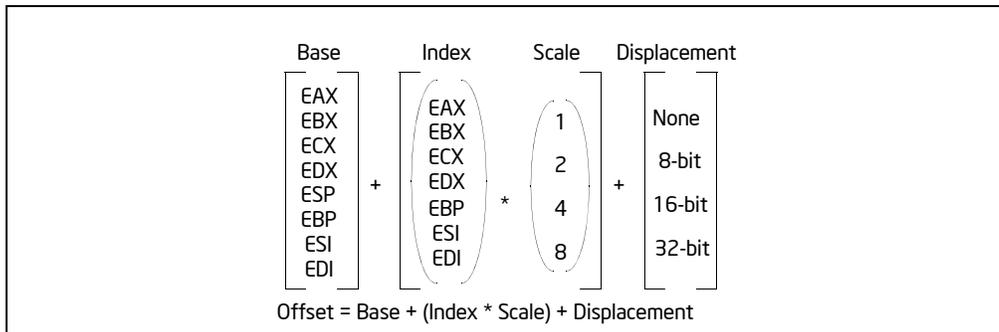 Base Index Scale Displacement
EAX
EBX
ECX
EDX
ESP
EBP
ESI
EDI
+
EAX
EBX
ECX
EDX
EBP
ESI
EDI
*
1
2
4
8
+
None
8-bit
16-bit
32-bit
Offset = Base + (Index * Scale) + Displacement